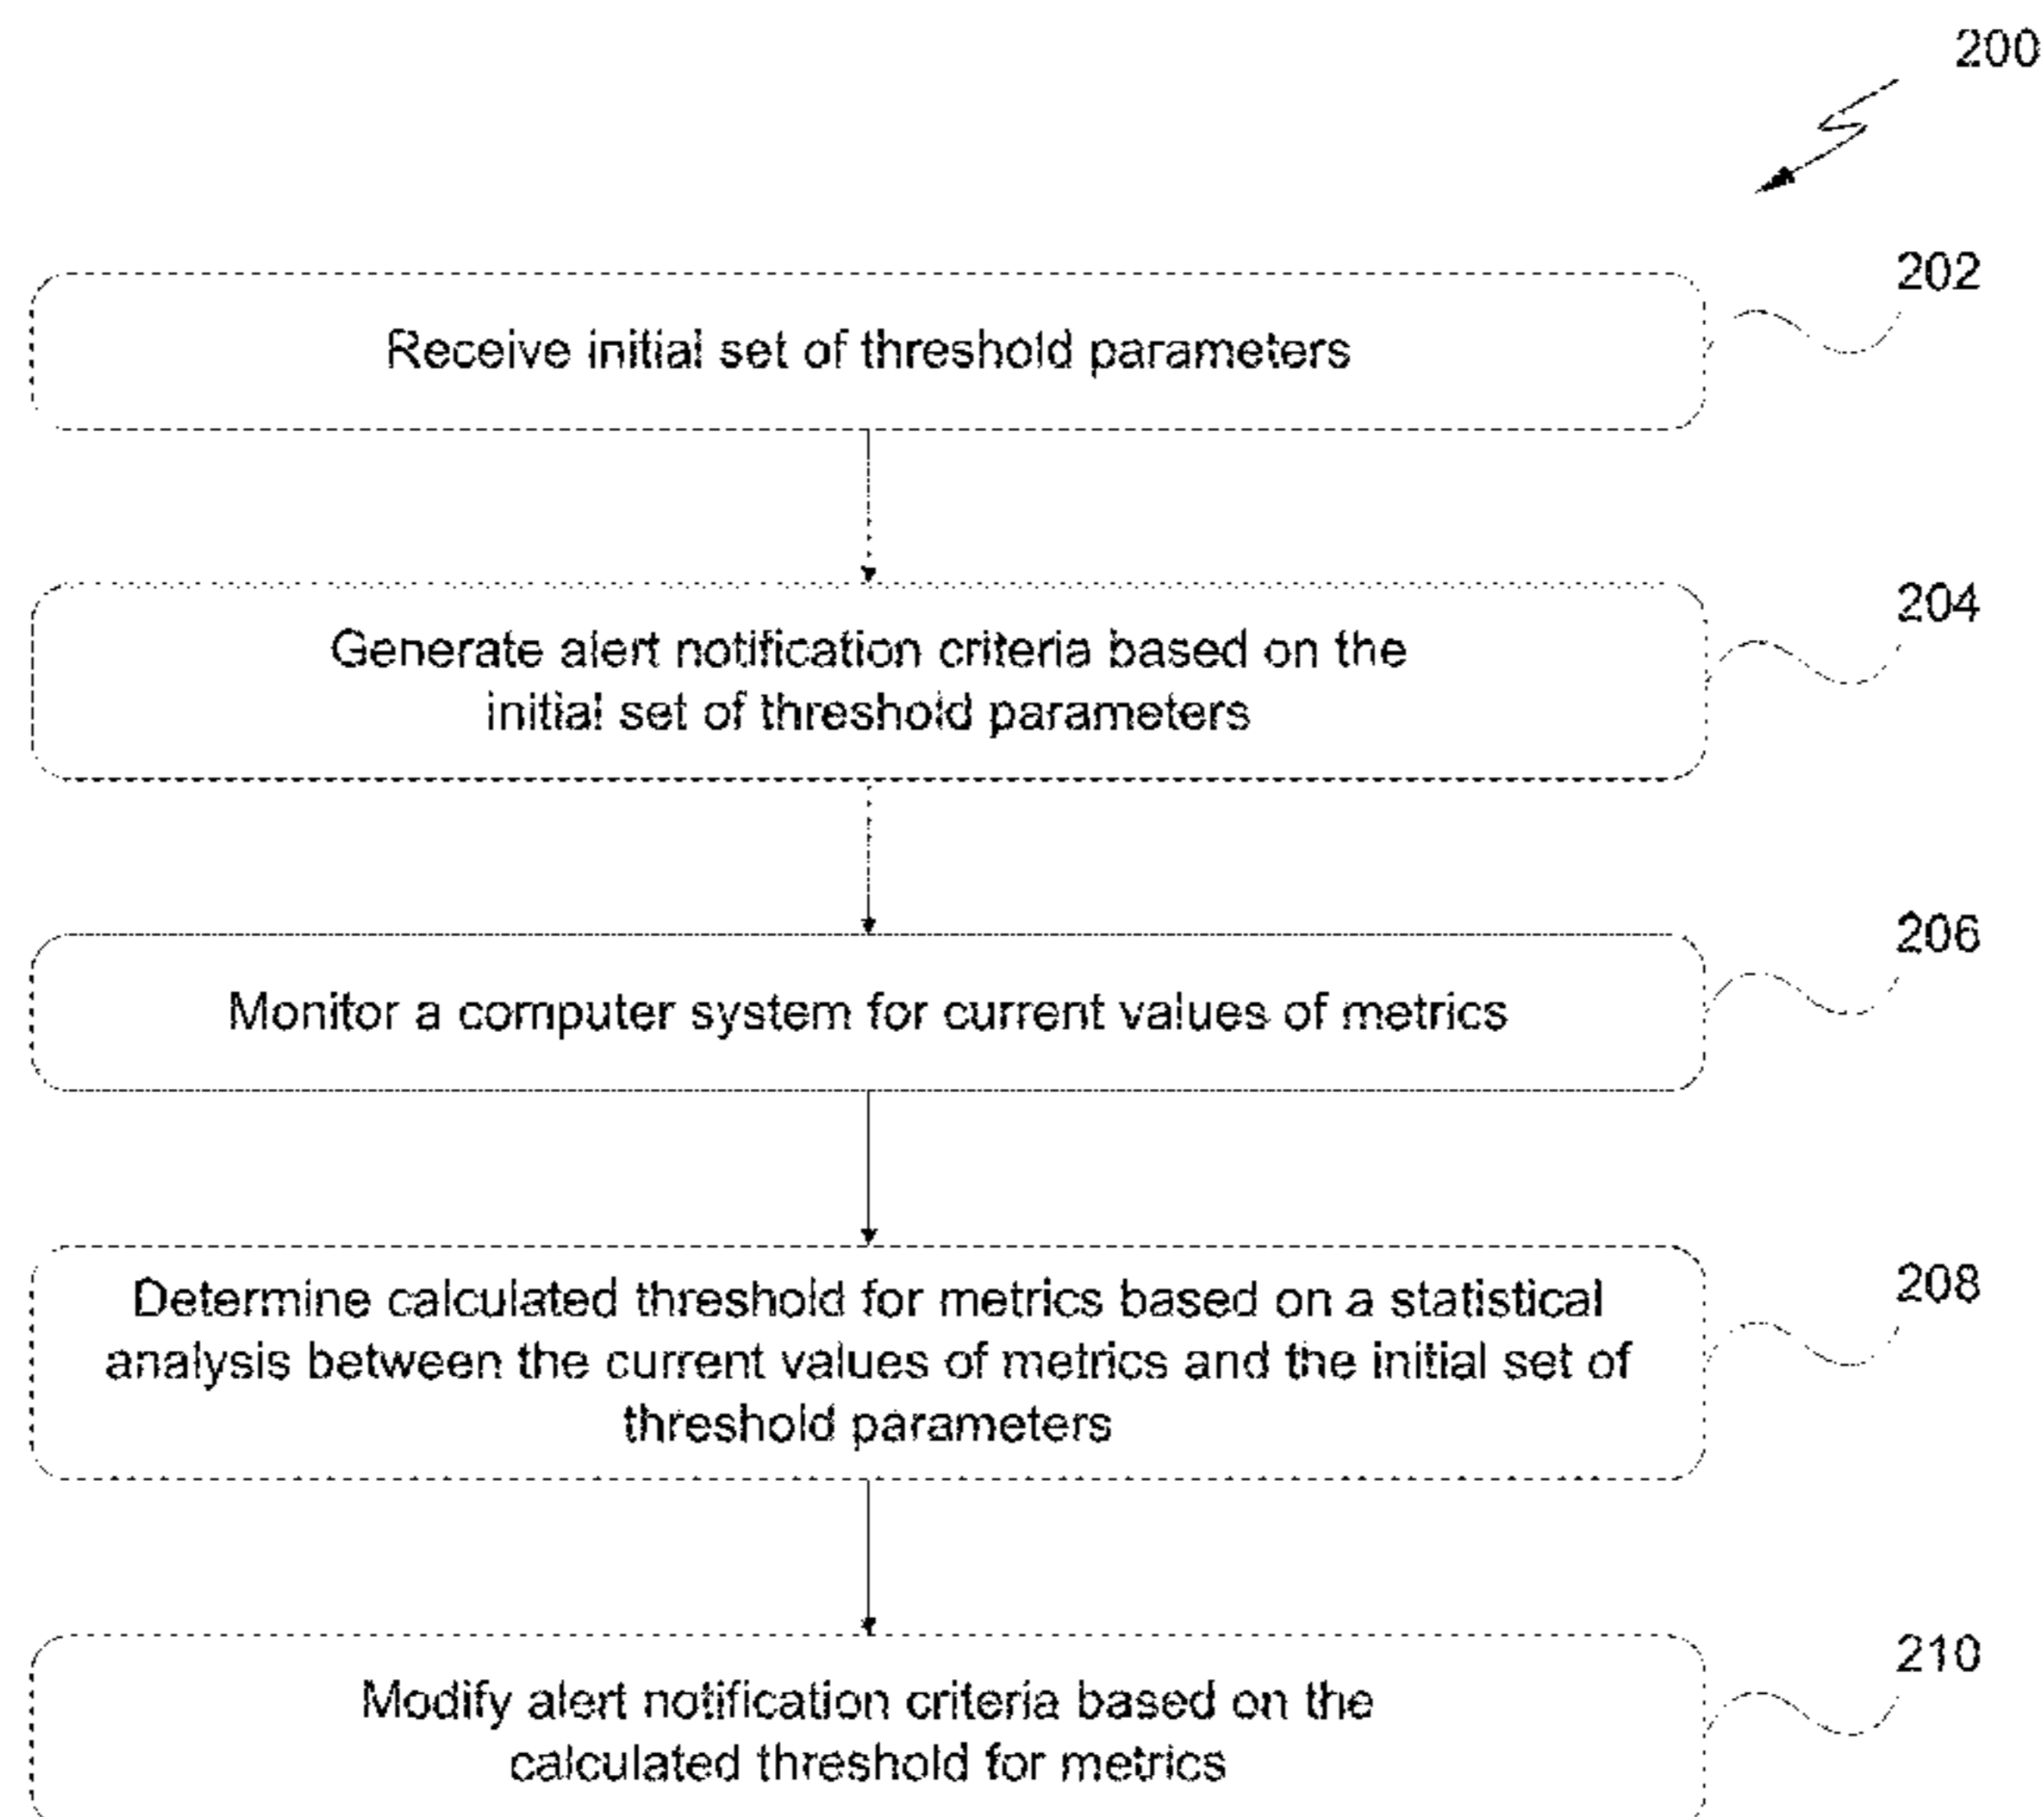 200
202
Receive initial set of threshold parameters
204
Generate alert notification criteria based on the
initial set of threshold parameters
206
Monitor a computer system for current values of metrics
208
Determine calculated threshold for metrics based on a statistical
analysis between the current values of metrics and the initial set of
threshold parameters
210
Modify alert notification criteria based on the
calculated threshold for metrics